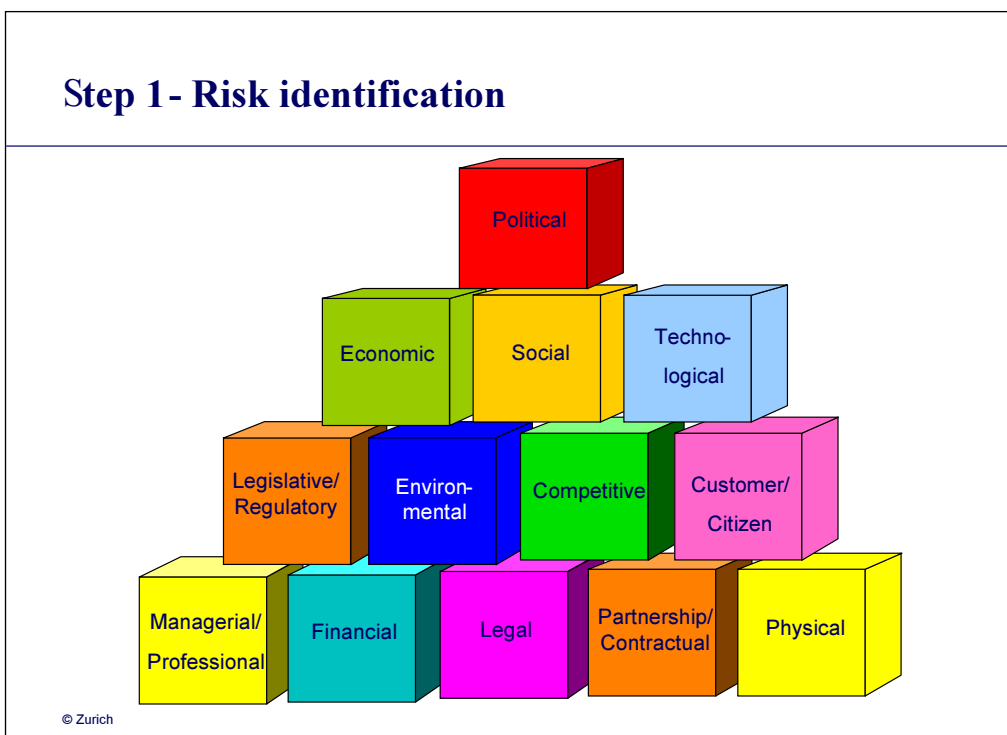 Step 1- Risk identification
Political
Economic
Social
Techno-
logical
Legislative/
Regulatory
Environ-
mental
Competitive
Customer/
Citizen
Managerial/
Professional
Financial
Legal
Partnership/
Contractual
Physical
© Zurich